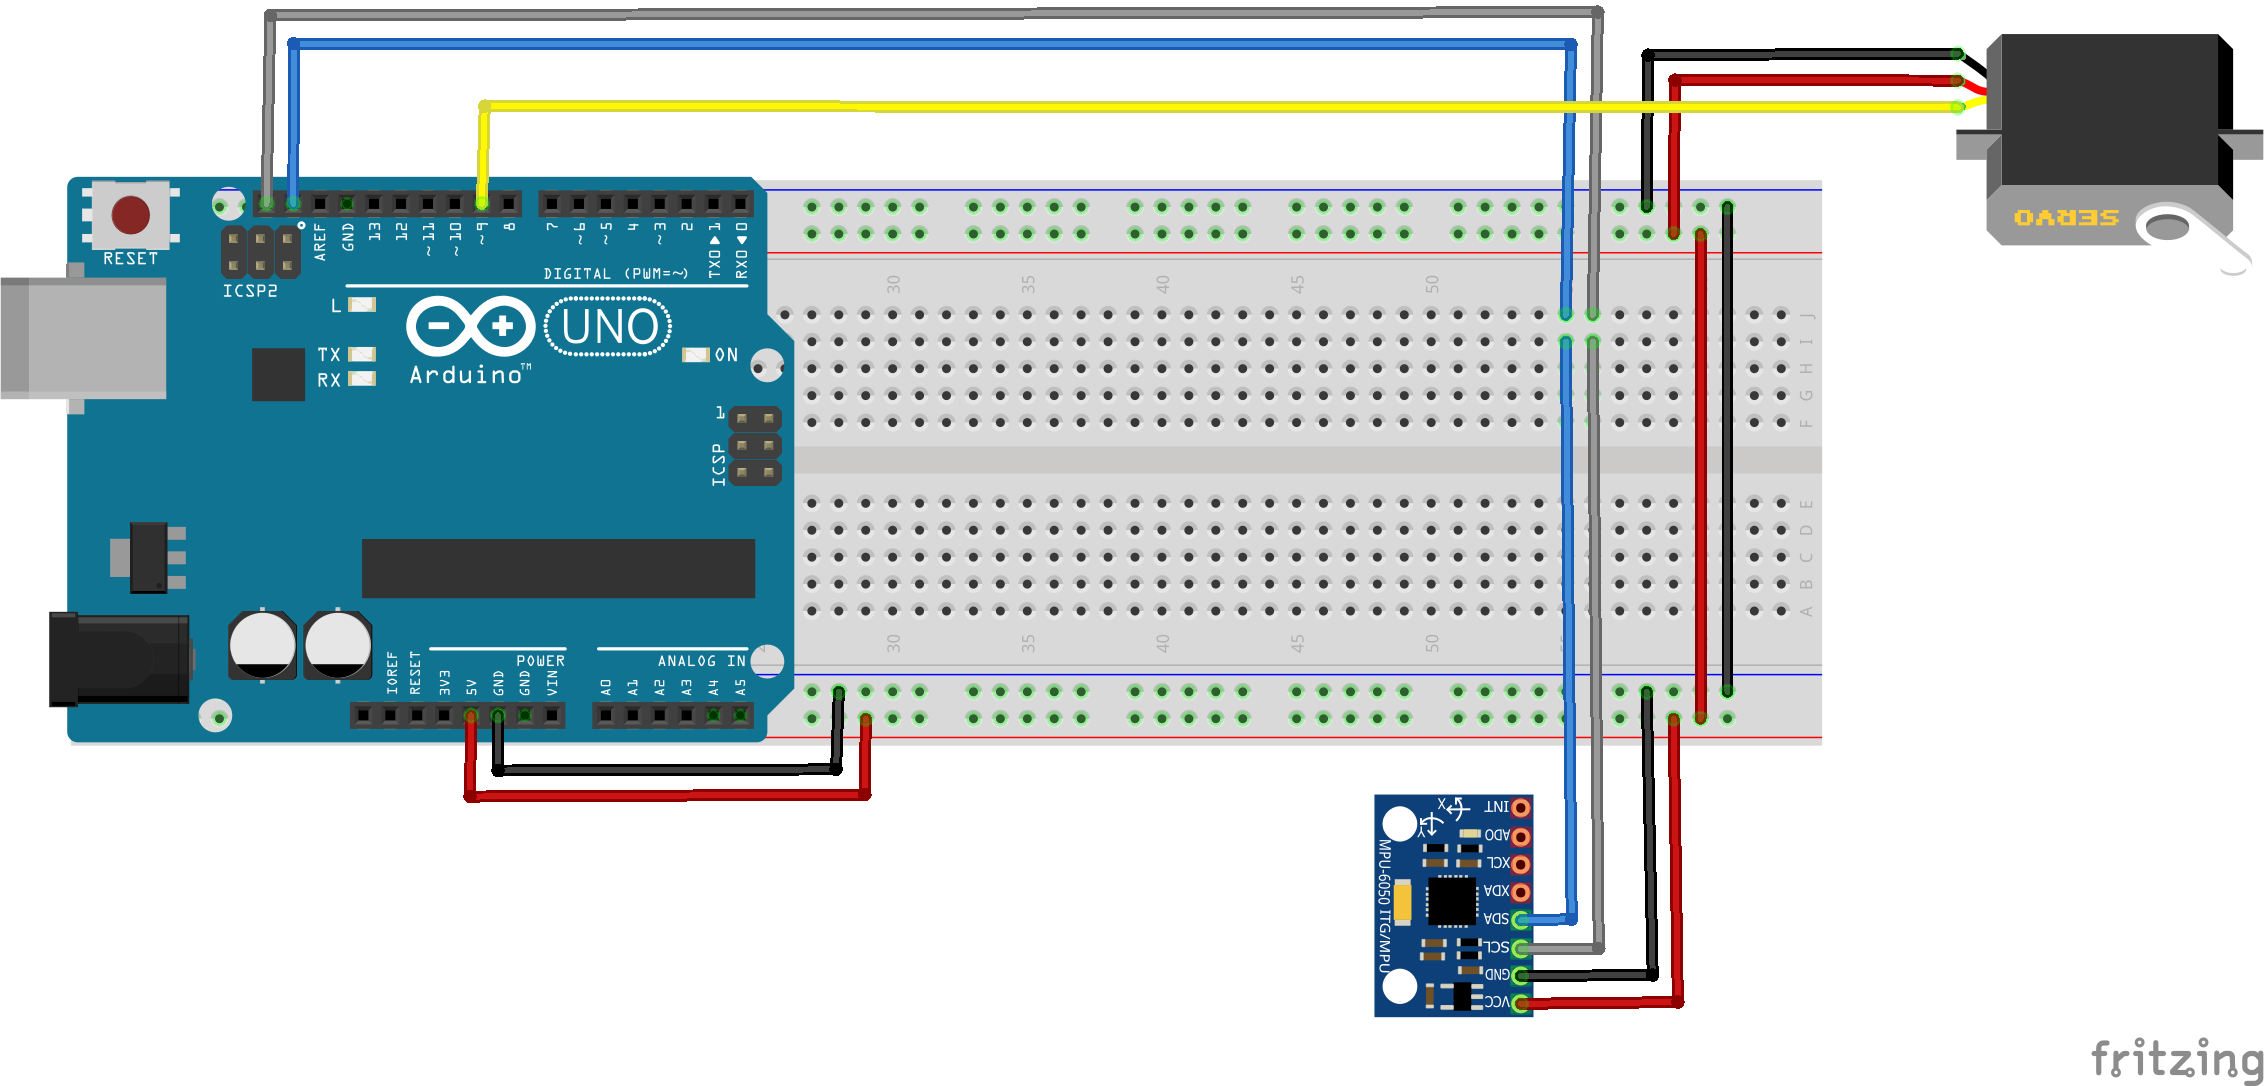 RESET
ICSP2
AREF
GND
13
12
~11
~10
~9
8
7
~6
~5
4
~3
2
TX0▶1
RX0◀0
DIGITAL (PWM=~)
L
TX
RX
UNO
Arduino™
ON
1
ICSP
IOREF
RESET
3V3
5V
GND
GND
VIN
POWER
A0
A1
A2
A3
A4
A5
ANALOG IN
30
35
40
45
50
J
I
H
G
F
E
D
C
B
A
30
35
40
45
50
SERVO
X
Y
MPU-6050 ITG/MPU
INT
ADO
XCL
XDA
SDA
SCL
GND
VCC
fritzing